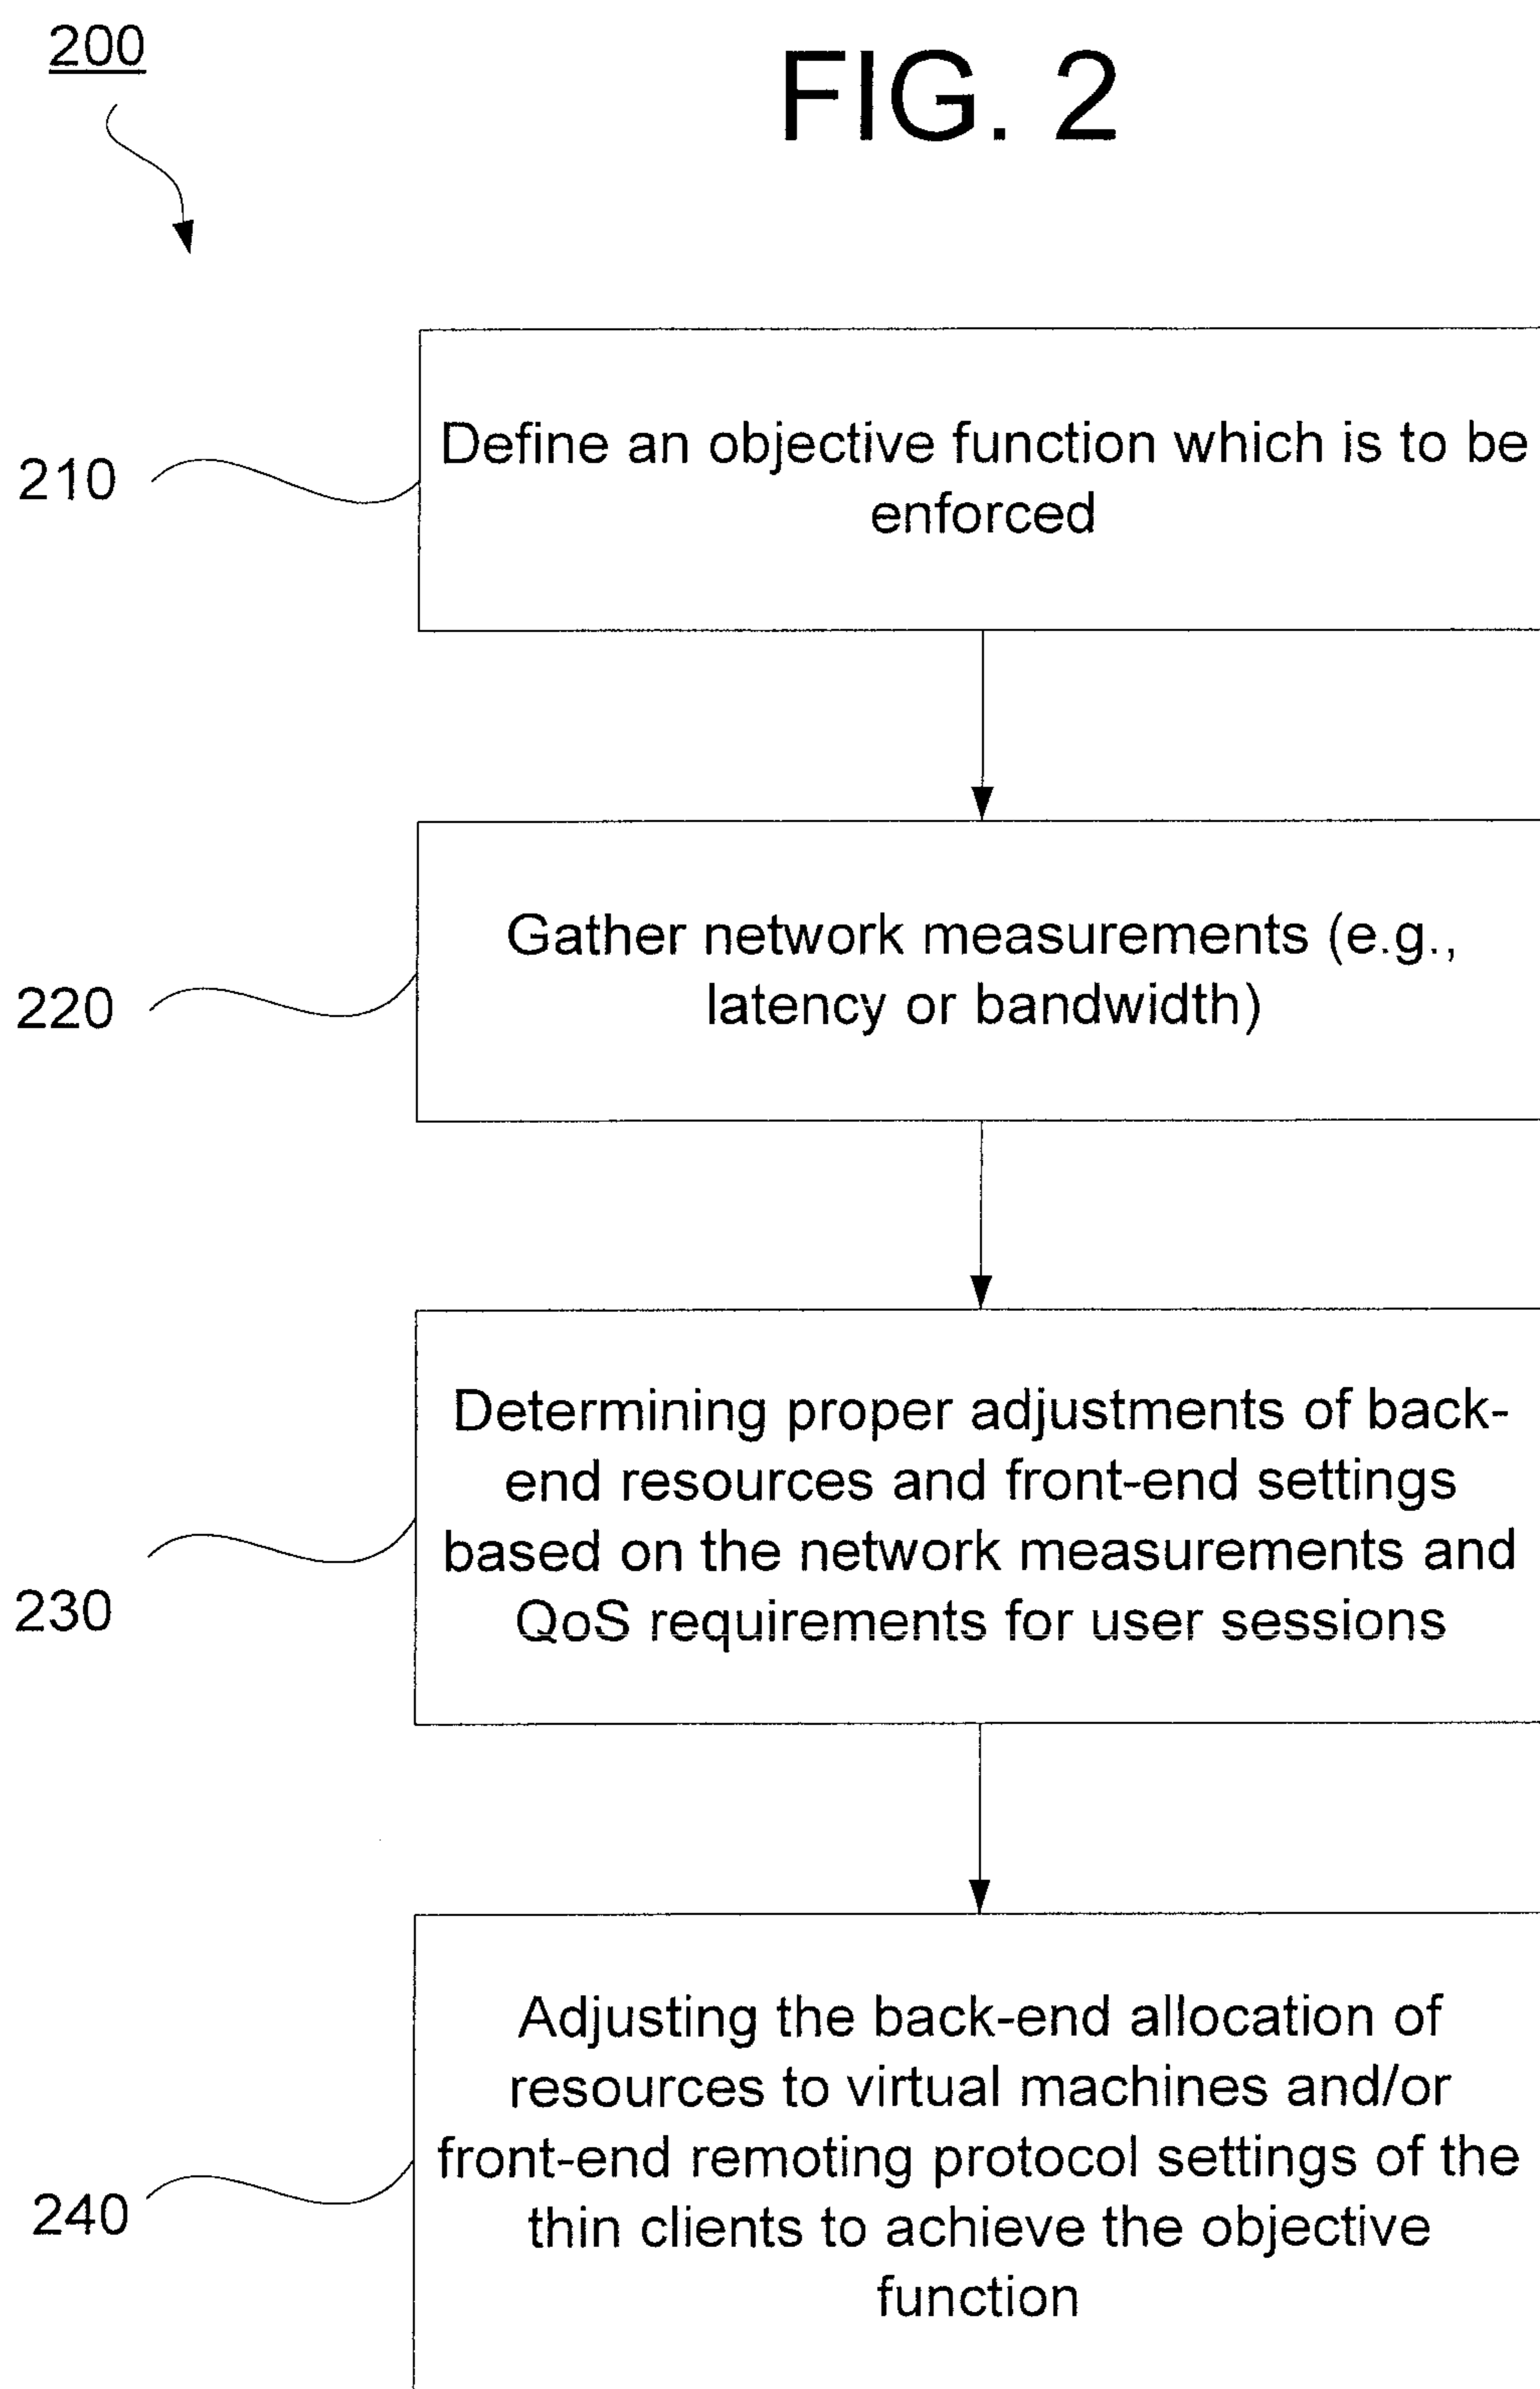 200
FIG. 2
210
Define an objective function which is to be
enforced
220
Gather network measurements (e.g.,
latency or bandwidth)
230
Determining proper adjustments of back-
end resources and front-end settings
based on the network measurements and
QoS requirements for user sessions
240
Adjusting the back-end allocation of
resources to virtual machines and/or
front-end remoting protocol settings of the
thin clients to achieve the objective
function